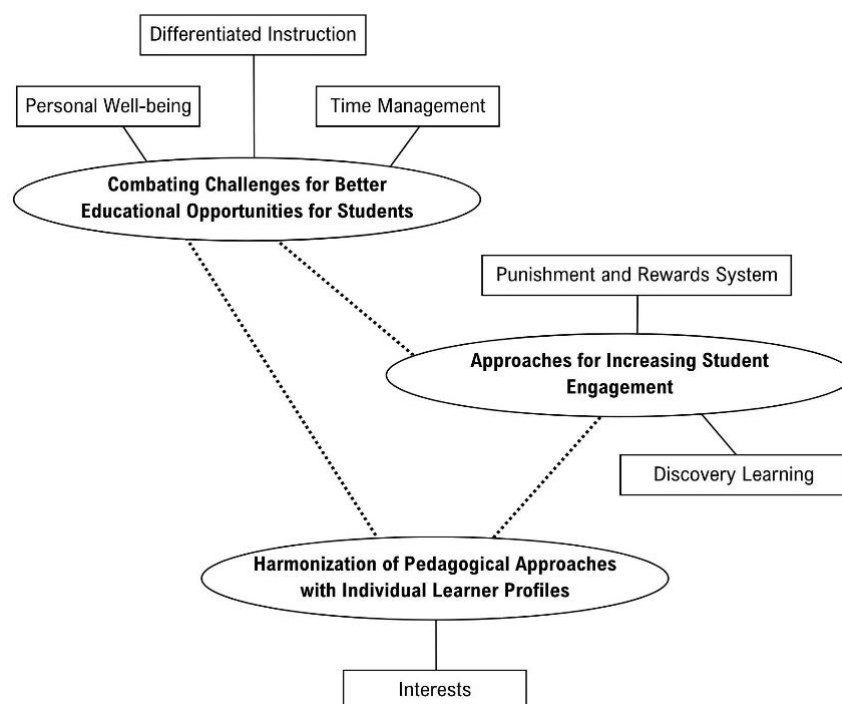 Differentiated Instruction
Personal Well-being
Time Management
Combating Challenges for Better
Educational Opportunities for Students
Punishment and Rewards System
Approaches for Increasing Student
Engagement
Discovery Learning
Harmonization of Pedagogical Approaches
with Individual Learner Profiles
Interests